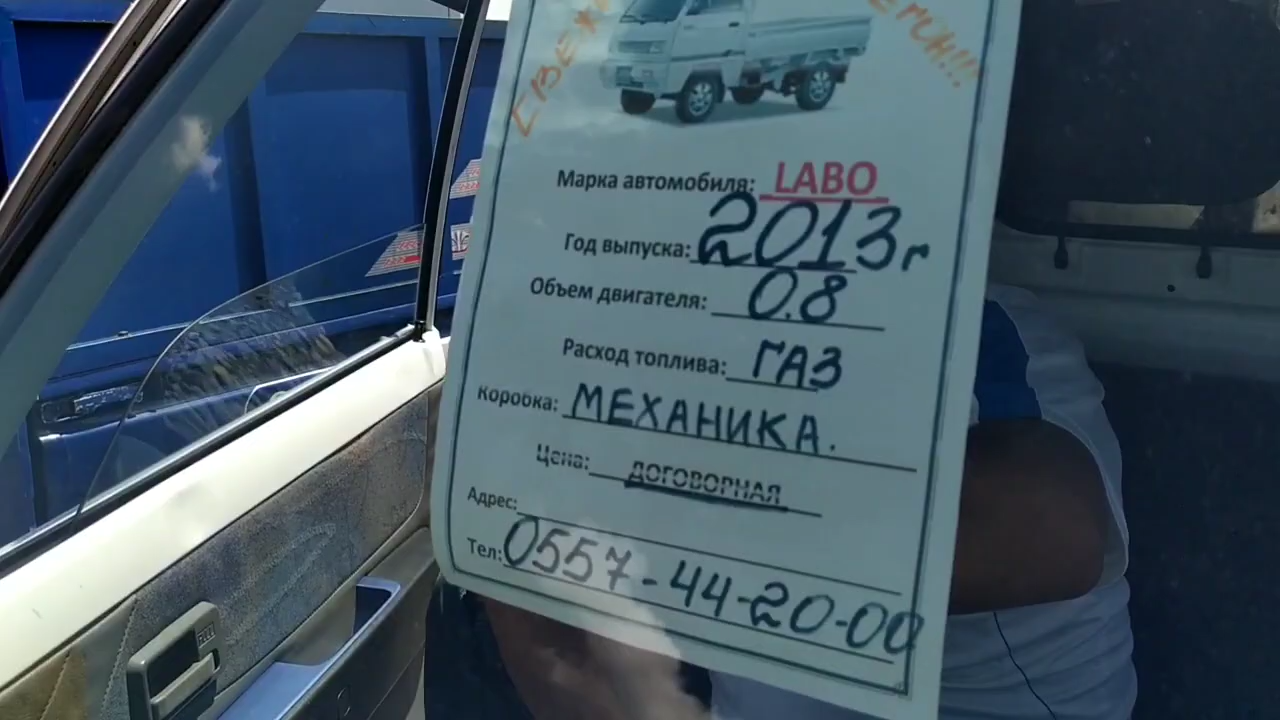 Марка автомобиля: LABO
Год выпуска: 2013г
Объем двигателя: 0.8
Расход топлива: ГАЗ
Коробка: МЕХАНИКА.
Цена: ДОГОВОРНАЯ
Адрес:
Тел: 0557-44-20-00